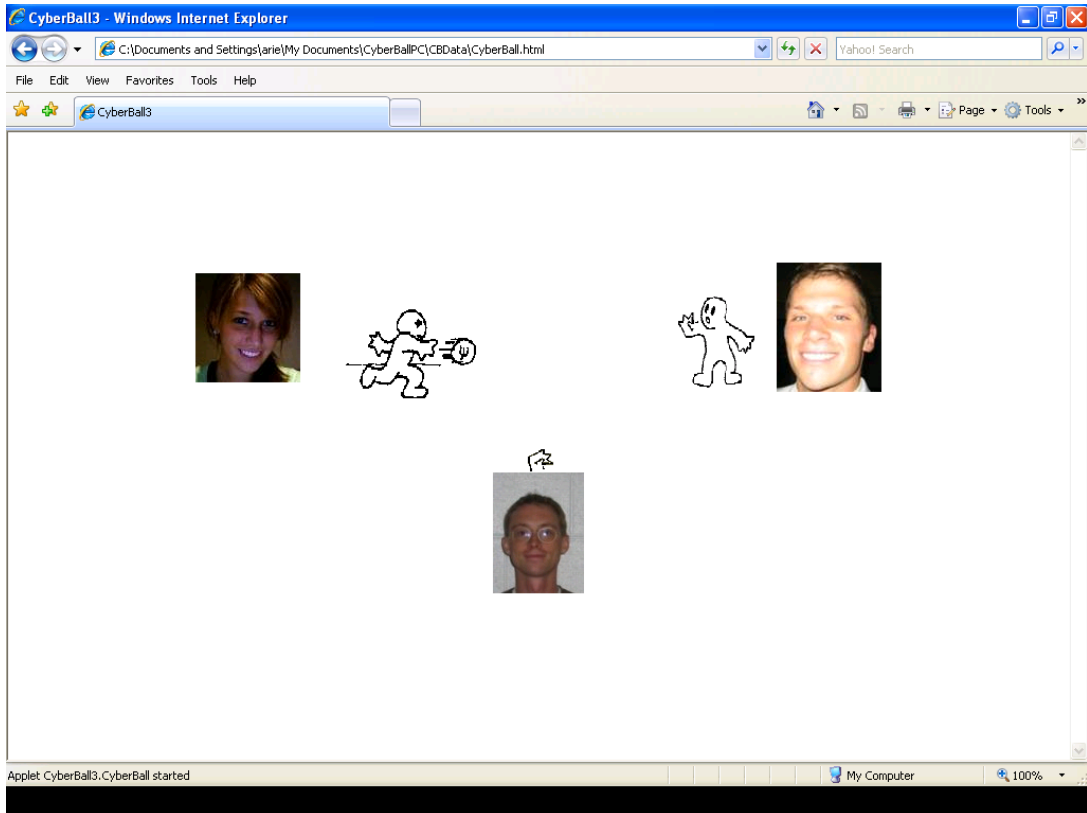 CyberBall3 - Windows Internet Explorer
C:\Documents and Settings\arie\My Documents\CyberBallPC\CBData\CyberBall.html
Yahoo! Search
File Edit View Favorites Tools Help
CyberBall3
Page Tools »
Applet CyberBall3.CyberBall started
My Computer
100%